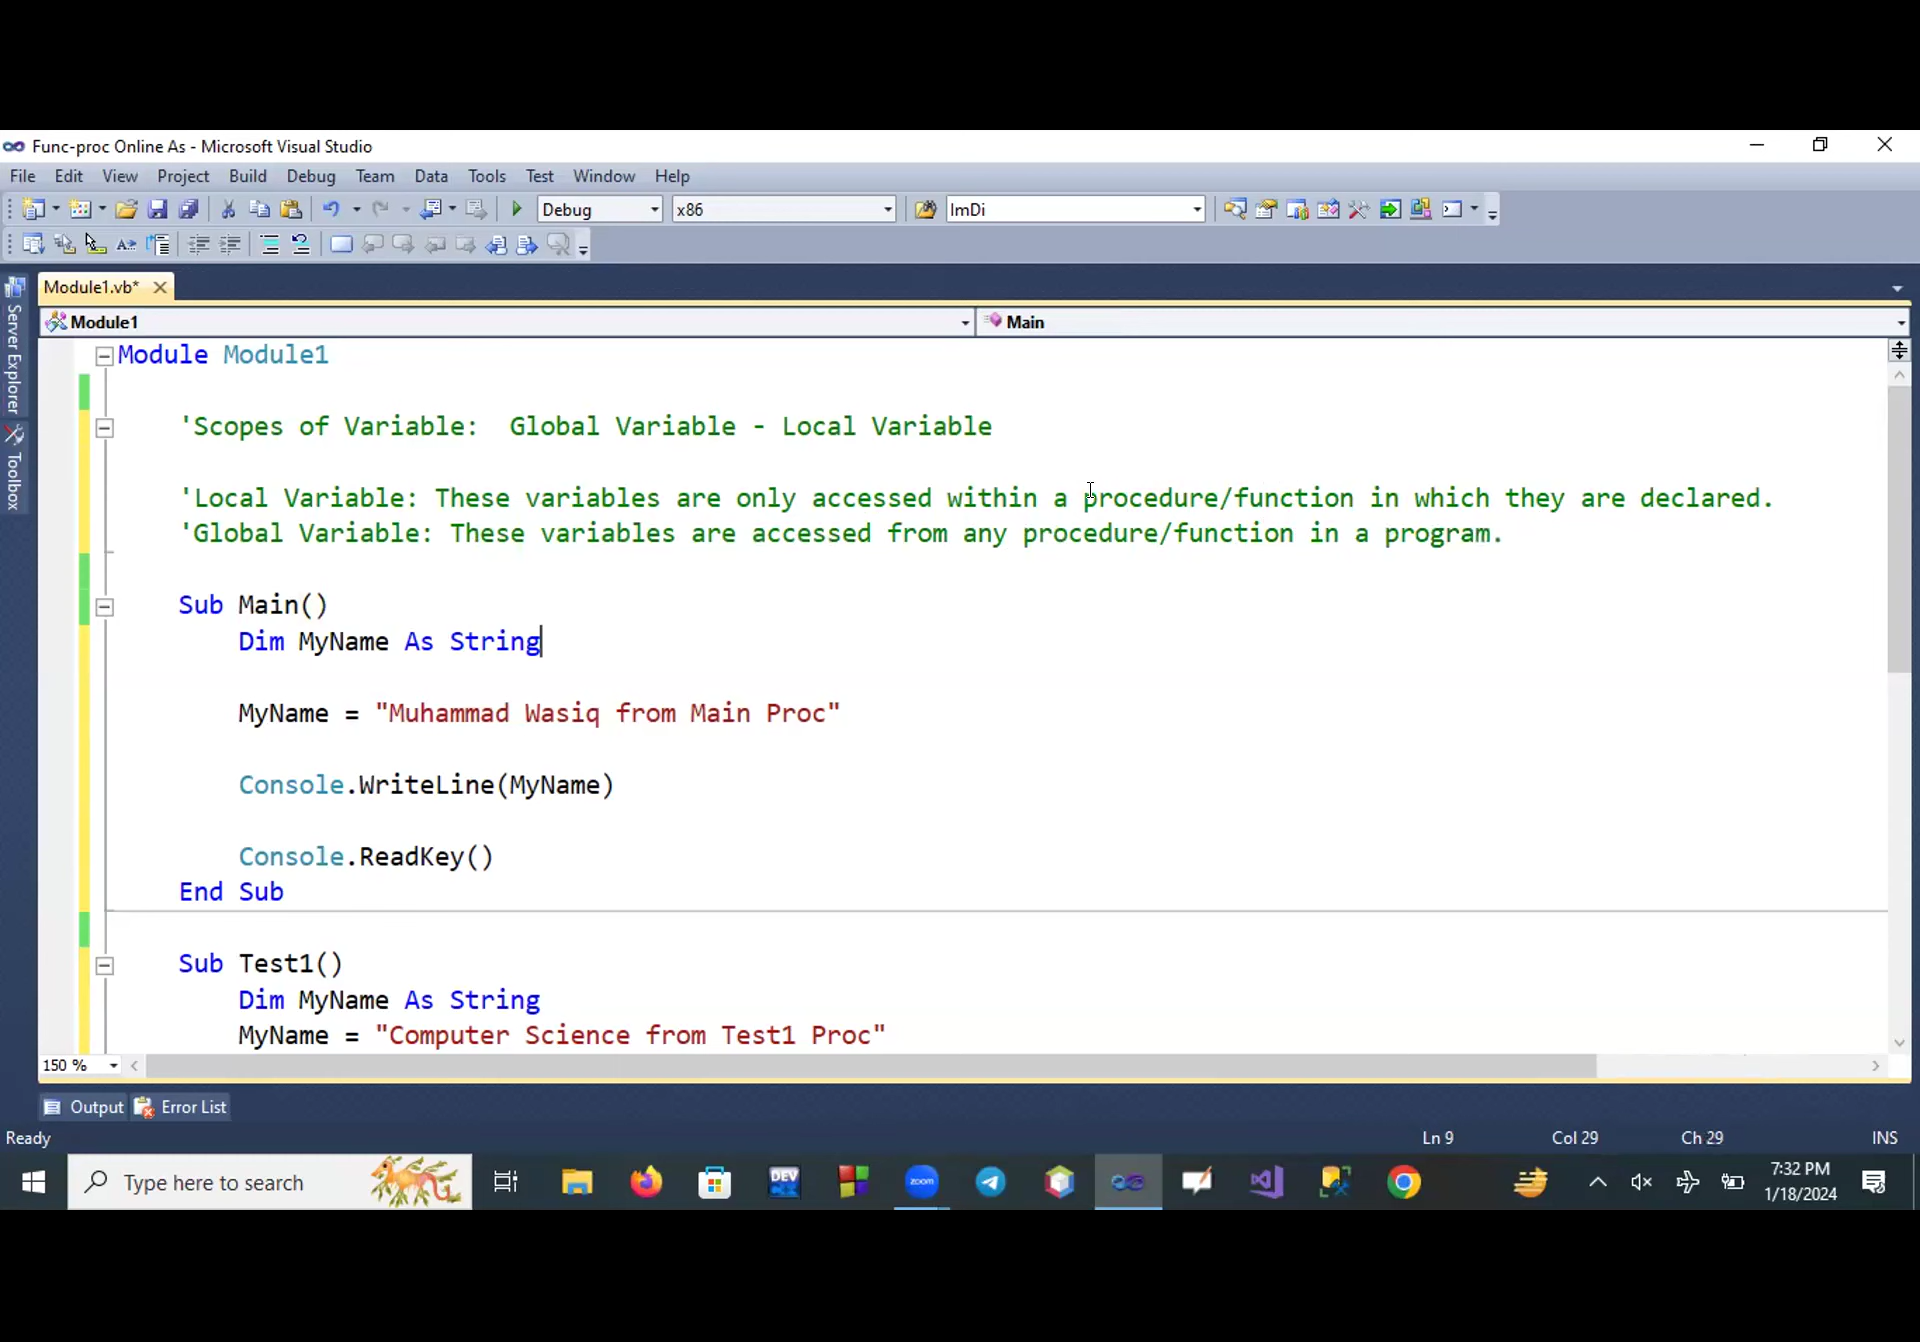 Func-proc Online As - Microsoft Visual Studio
File Edit View Project Build Debug Team Data Tools Test Window Help
Debug x86 ImDi
Server Explorer
Toolbox
Module1.vb*
Module1 Main
Module Module1
'Scopes of Variable:  Global Variable - Local Variable
'Local Variable: These variables are only accessed within a procedure/function in which they are declared.
'Global Variable: These variables are accessed from any procedure/function in a program.
Sub Main()
Dim MyName As String
MyName = "Muhammad Wasiq from Main Proc"
Console.WriteLine(MyName)
Console.ReadKey()
End Sub
Sub Test1()
Dim MyName As String
MyName = "Computer Science from Test1 Proc"
150 %
Output Error List
Ready Ln 9 Col 29 Ch 29 INS
Type here to search DEV zoom 7:32 PM
1/18/2024